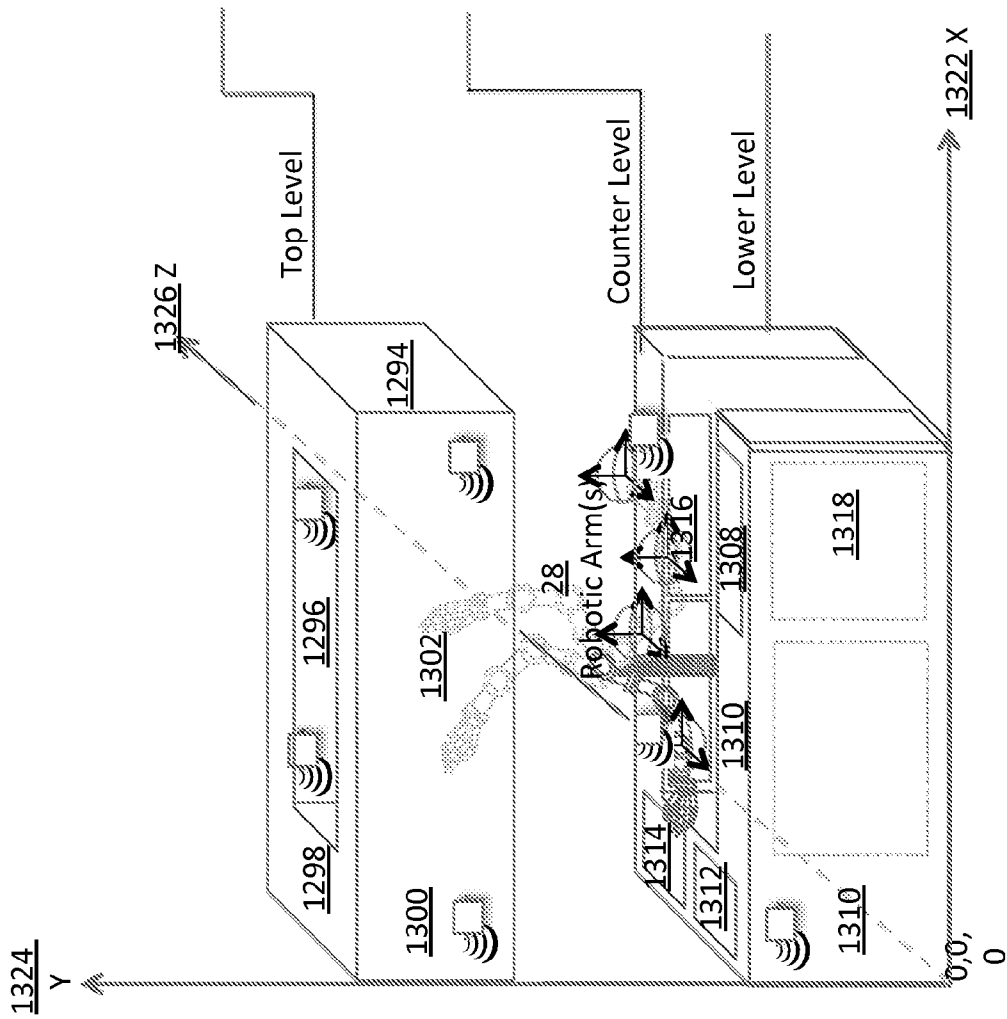 1324
Y
1326 Z
Top Level
1298
1296
1294
1300
1302
28
Robotic Arm(s)
Counter Level
Lower Level
1314
1312
1316
1310
1308
1310
1318
0,0,
0
1322 X